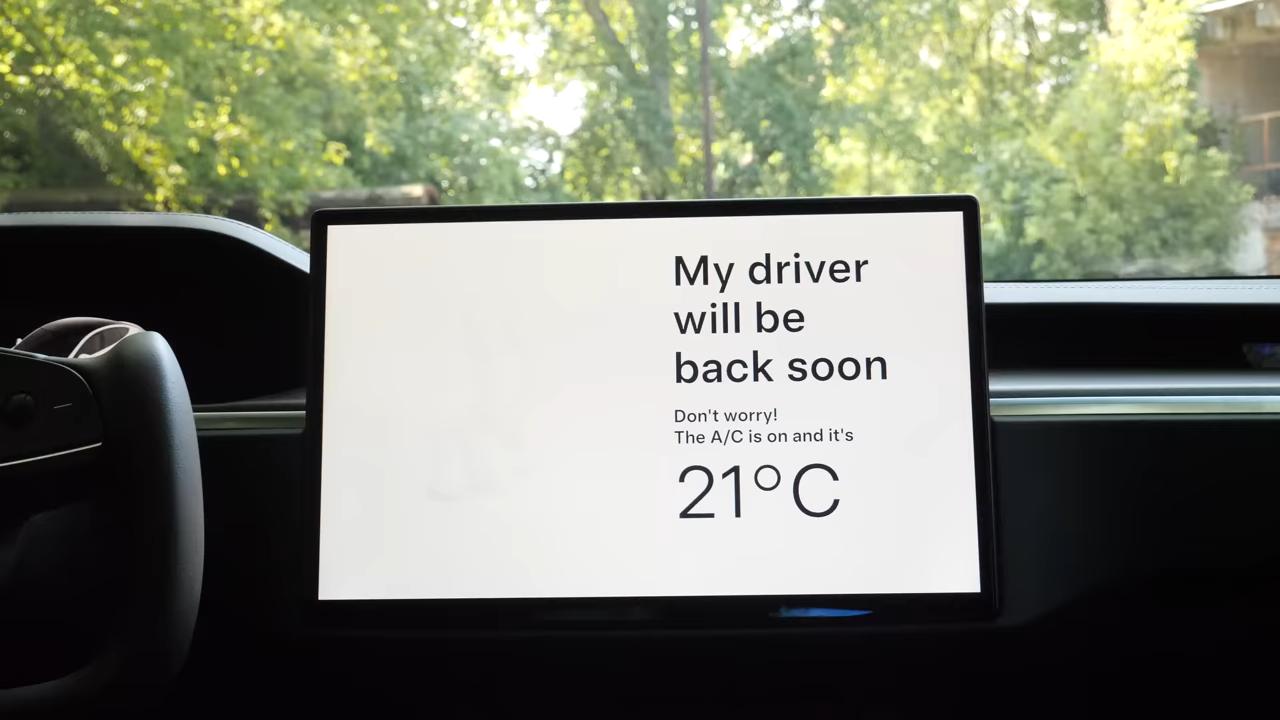 My driver
will be
back soon
Don't worry!
The A/C is on and it's
21°C